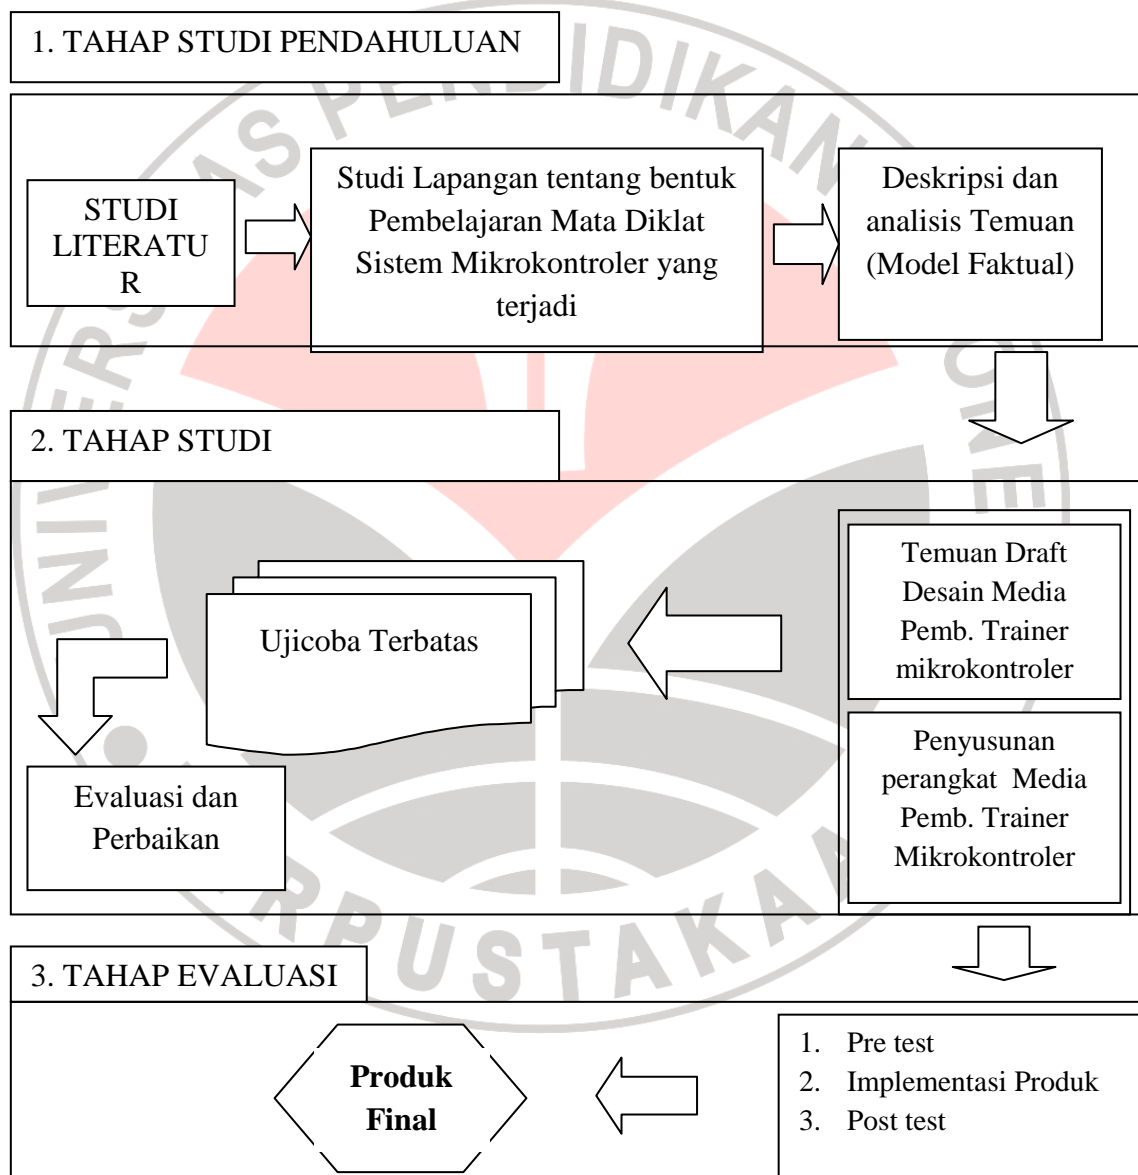 1. TAHAP STUDI PENDAHULUAN
STUDI
LITERATU
R
Studi Lapangan tentang bentuk
Pembelajaran Mata Diklat
Sistem Mikrokontroler yang
terjadi
Deskripsi dan
analisis Temuan
(Model Faktual)
2. TAHAP STUDI
Temuan Draft
Desain Media
Pemb. Trainer
mikrokontroler
Ujicoba Terbatas
Penyusunan
perangkat Media
Pemb. Trainer
Mikrokontroler
Evaluasi dan
Perbaikan
3. TAHAP EVALUASI
1. Pre test
2. Implementasi Produk
3. Post test
Produk
Final